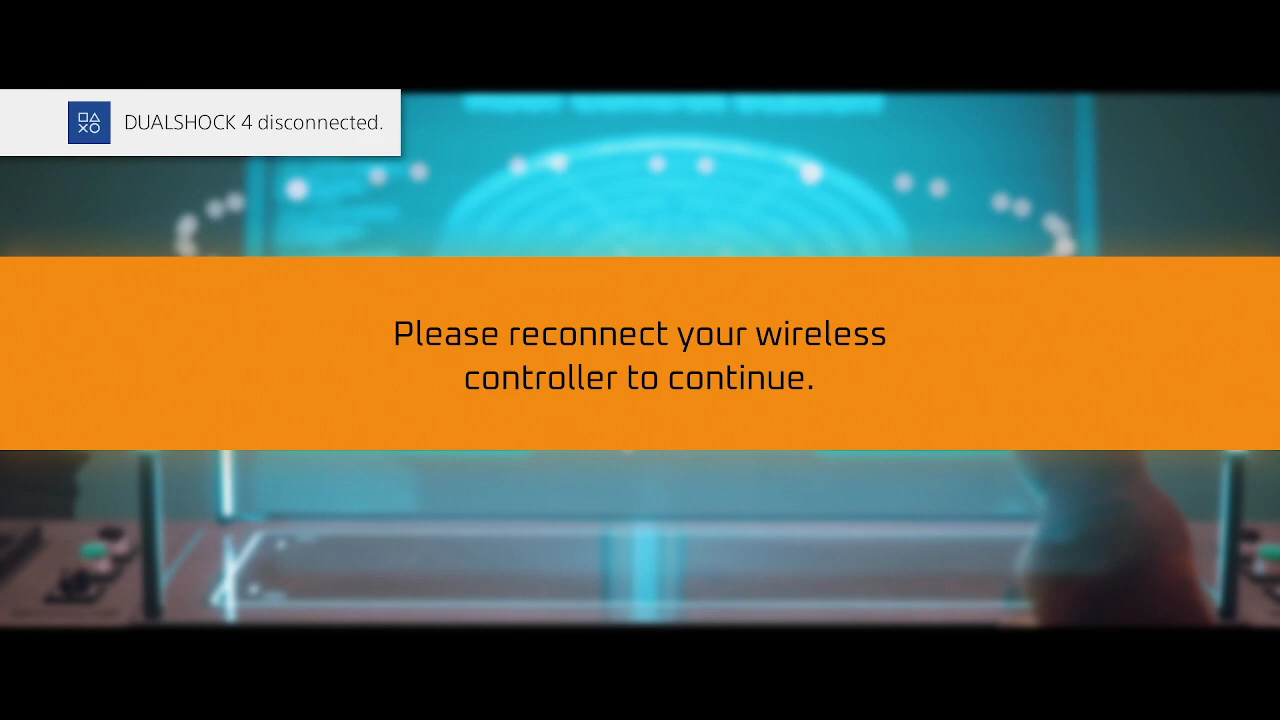 DUALSHOCK 4 disconnected.
Please reconnect your wireless
controller to continue.